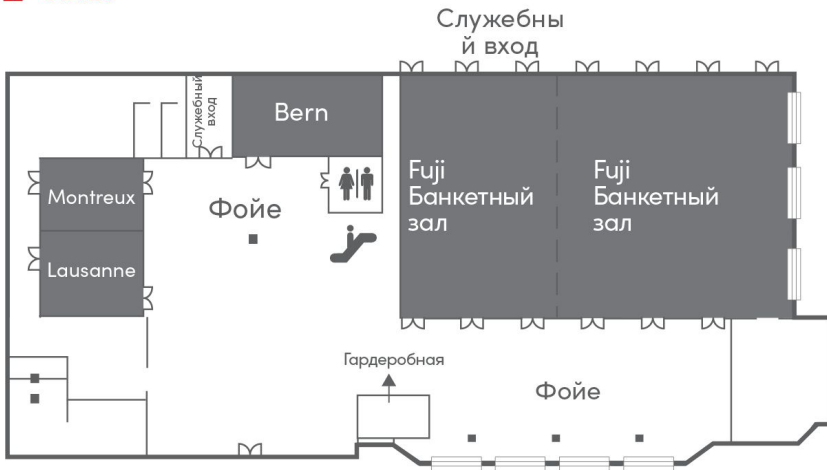 Служебны
й вход
Служебный
вход
Bern
Fuji
Банкетный
зал
Fuji
Банкетный
зал
Montreux
Фойе
Lausanne
Гардеробная
Фойе